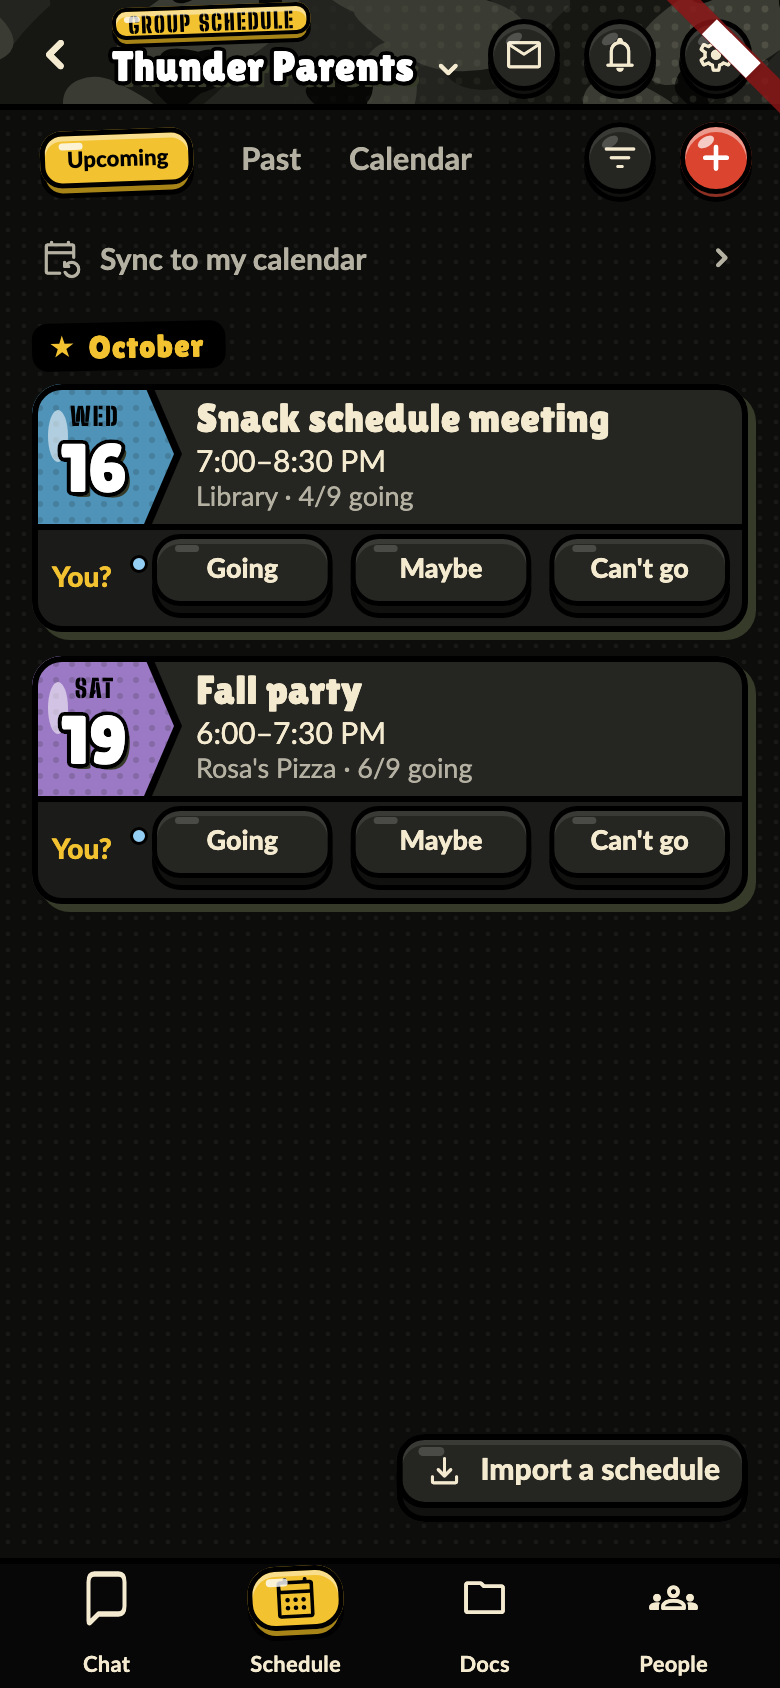 GROUP SCHEDULE
Thunder Parents
Upcoming Past Calendar
Sync to my calendar
★ October
WED
16
Snack schedule meeting
7:00–8:30 PM
Library · 4/9 going
You? Going Maybe Can't go
SAT
19
Fall party
6:00–7:30 PM
Rosa's Pizza · 6/9 going
You? Going Maybe Can't go
Import a schedule
Chat Schedule Docs People